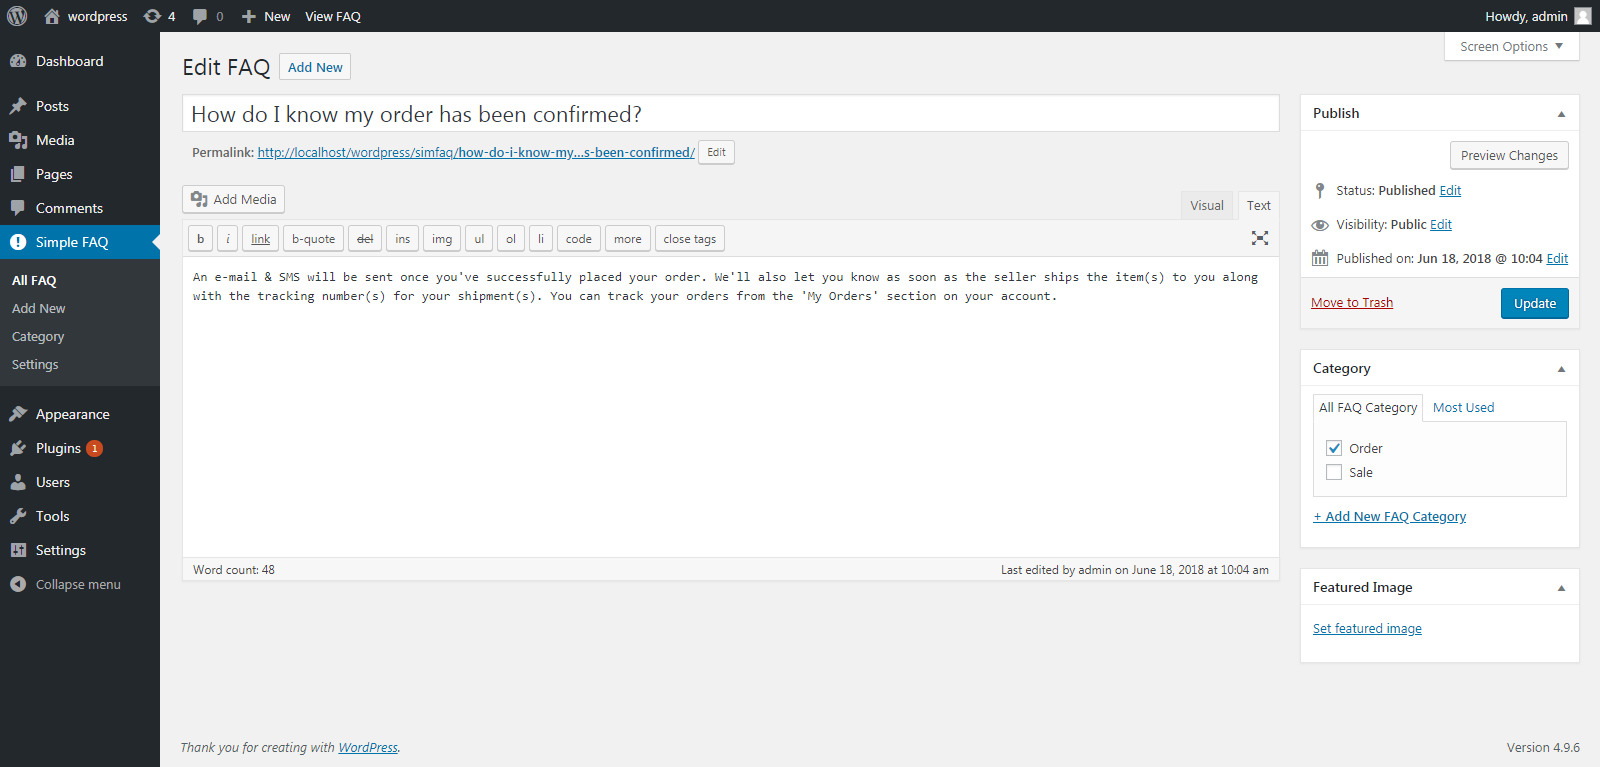 wordpress 4 0 New View FAQ Howdy, admin
Screen Options
Dashboard
Posts
Media
Pages
Comments
Simple FAQ
All FAQ
Add New
Category
Settings
Appearance
Plugins 1
Users
Tools
Settings
Collapse menu
Edit FAQ Add New
How do I know my order has been confirmed?
Permalink: http://localhost/wordpress/simfaq/how-do-i-know-my...s-been-confirmed/ Edit
Add Media
Visual Text
b i link b-quote del ins img ul ol li code more close tags
An e-mail & SMS will be sent once you've successfully placed your order. We'll also let you know as soon as the seller ships the item(s) to you along
with the tracking number(s) for your shipment(s). You can track your orders from the 'My Orders' section on your account.
Word count: 48 Last edited by admin on June 18, 2018 at 10:04 am
Publish
Preview Changes
Status: Published Edit
Visibility: Public Edit
Published on: Jun 18, 2018 @ 10:04 Edit
Move to Trash Update
Category
All FAQ Category Most Used
Order
Sale
+ Add New FAQ Category
Featured Image
Set featured image
Thank you for creating with WordPress. Version 4.9.6